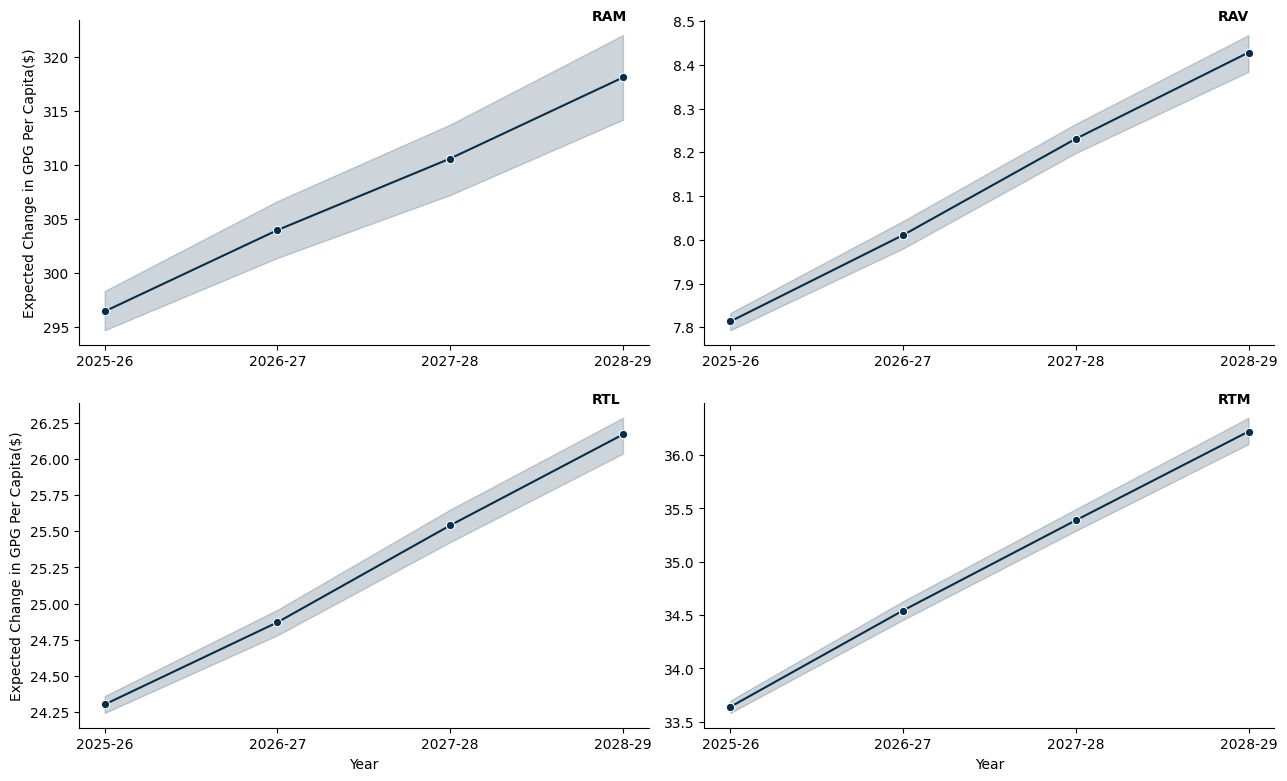 RAM
Expected Change in GPG Per Capita($)
320
315
310
305
300
295
2025-26 2026-27 2027-28 2028-29
RAV
8.5
8.4
8.3
8.2
8.1
8.0
7.9
7.8
2025-26 2026-27 2027-28 2028-29
RTL
Expected Change in GPG Per Capita($)
26.25
26.00
25.75
25.50
25.25
25.00
24.75
24.50
24.25
2025-26 2026-27 2027-28 2028-29
Year
RTM
36.0
35.5
35.0
34.5
34.0
33.5
2025-26 2026-27 2027-28 2028-29
Year